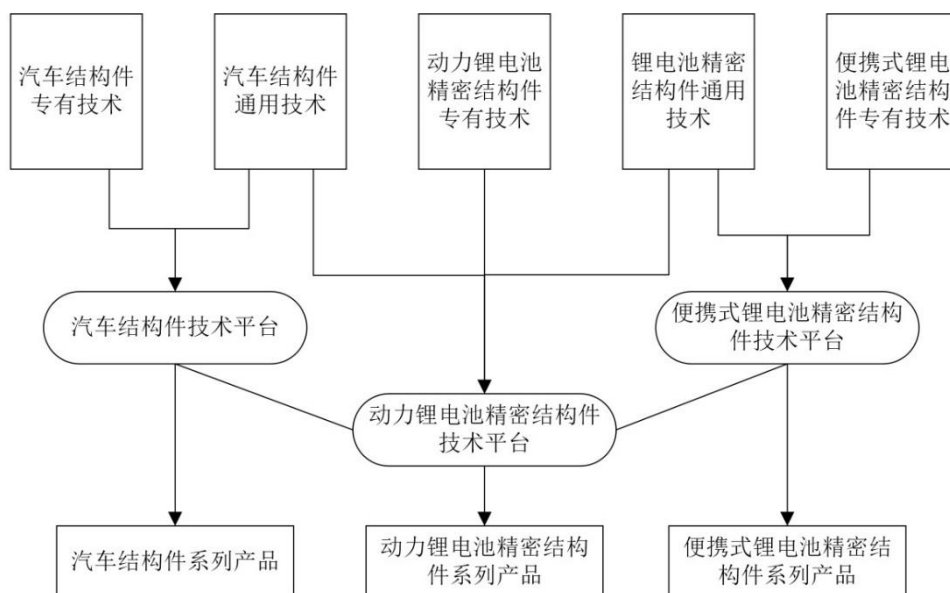 汽车结构件
专有技术
汽车结构件
通用技术
动力锂电池
精密结构件
专有技术
锂电池精密
结构件通用
技术
便携式锂电
池精密结构
件专有技术
汽车结构件技术平台
便携式锂电池精密结构
件技术平台
动力锂电池精密结构件
技术平台
汽车结构件系列产品
动力锂电池精密结构
件系列产品
便携式锂电池精密结
构件系列产品